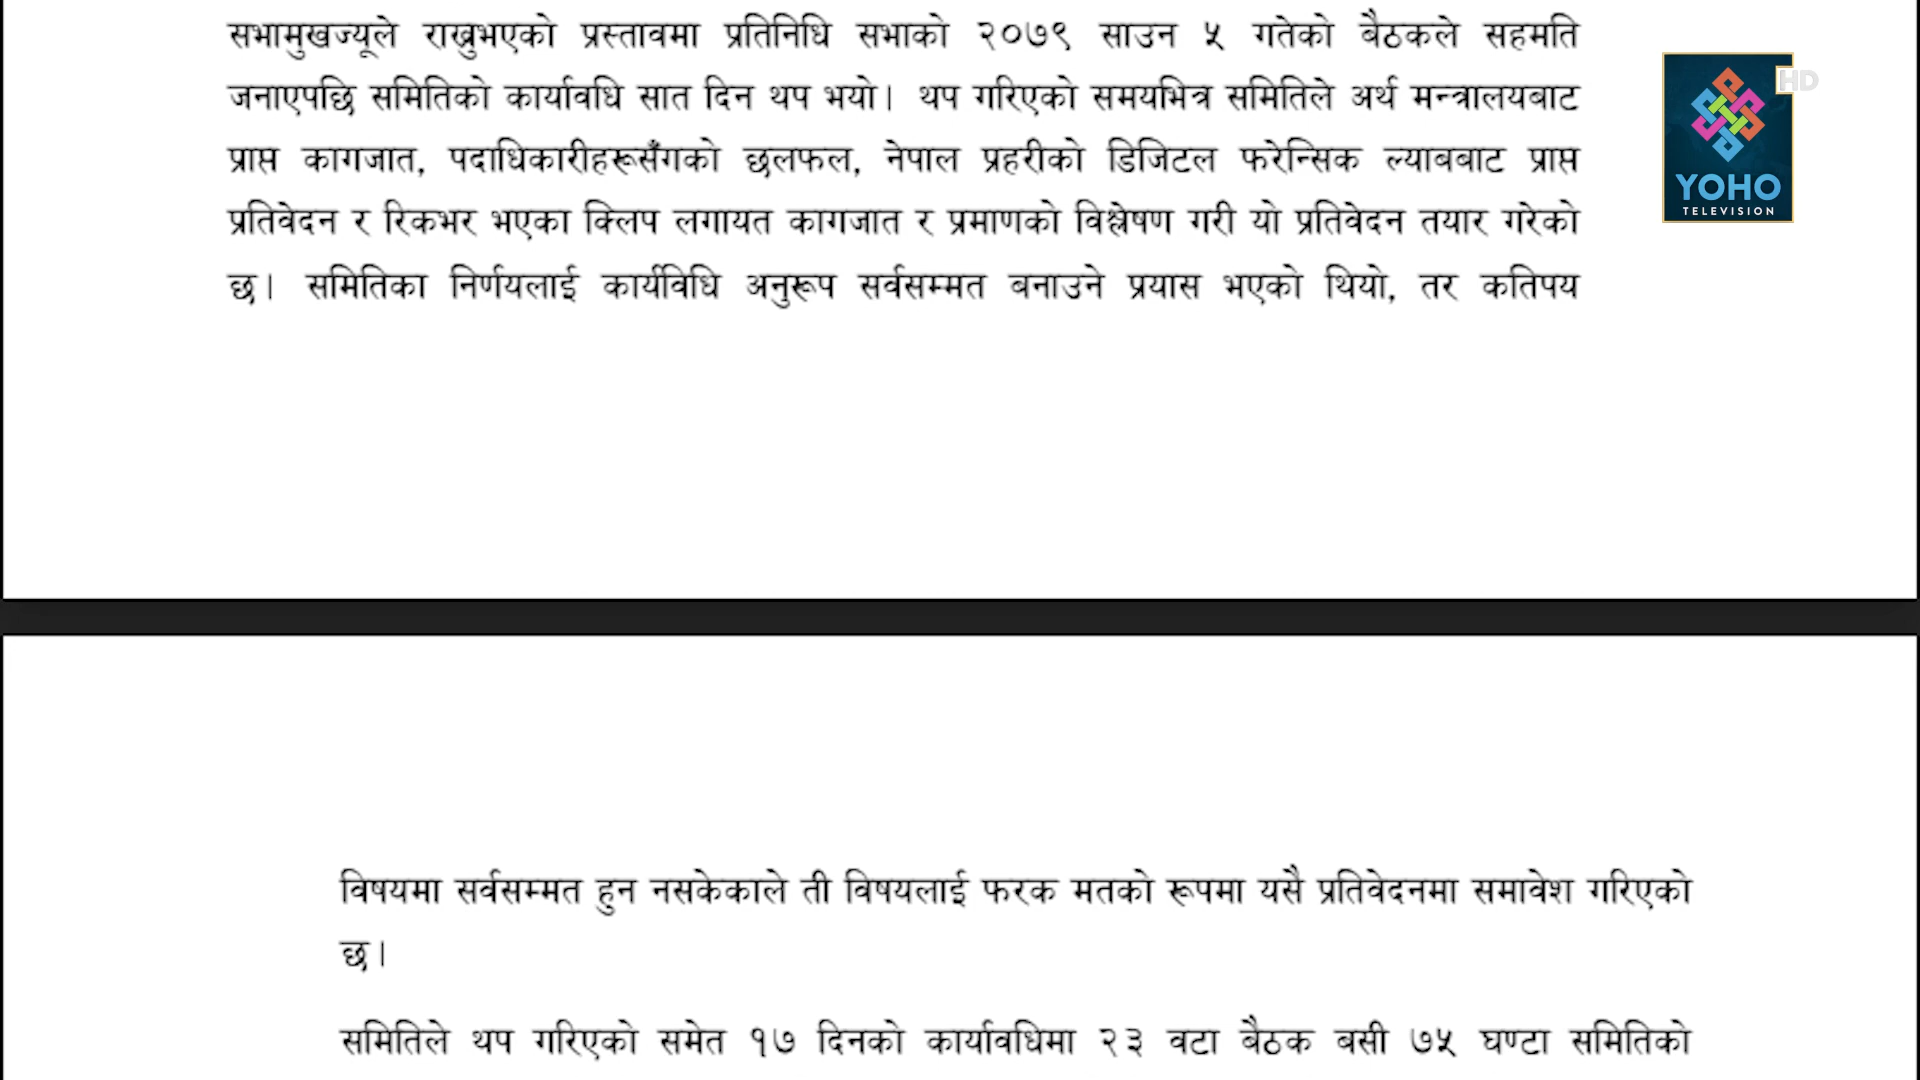 सभामुखज्यूले राख्नुभएको प्रस्तावमा प्रतिनिधि सभाको २०७९ साउन ५ गतेको बैठकले सहमति
जनाएपछि समितिको कार्यावधि सात दिन थप भयो। थप गरिएको समयभित्र समितिले अर्थ मन्त्रालयबाट
प्राप्त कागजात, पदाधिकारीहरूसँगको छलफल, नेपाल प्रहरीको डिजिटल फरेन्सिक ल्याबबाट प्राप्त
प्रतिवेदन र रिकभर भएका क्लिप लगायत कागजात र प्रमाणको विश्लेषण गरी यो प्रतिवेदन तयार गरेको
छ। समितिका निर्णयलाई कार्यविधि अनुरूप सर्वसम्मत बनाउने प्रयास भएको थियो, तर कतिपय
विषयमा सर्वसम्मत हुन नसकेकाले ती विषयलाई फरक मतको रूपमा यसै प्रतिवेदनमा समावेश गरिएको
छ।
समितिले थप गरिएको समेत १७ दिनको कार्यावधिमा २३ वटा बैठक बसी ७५ घण्टा समितिको
HD
YOHO
TELEVISION